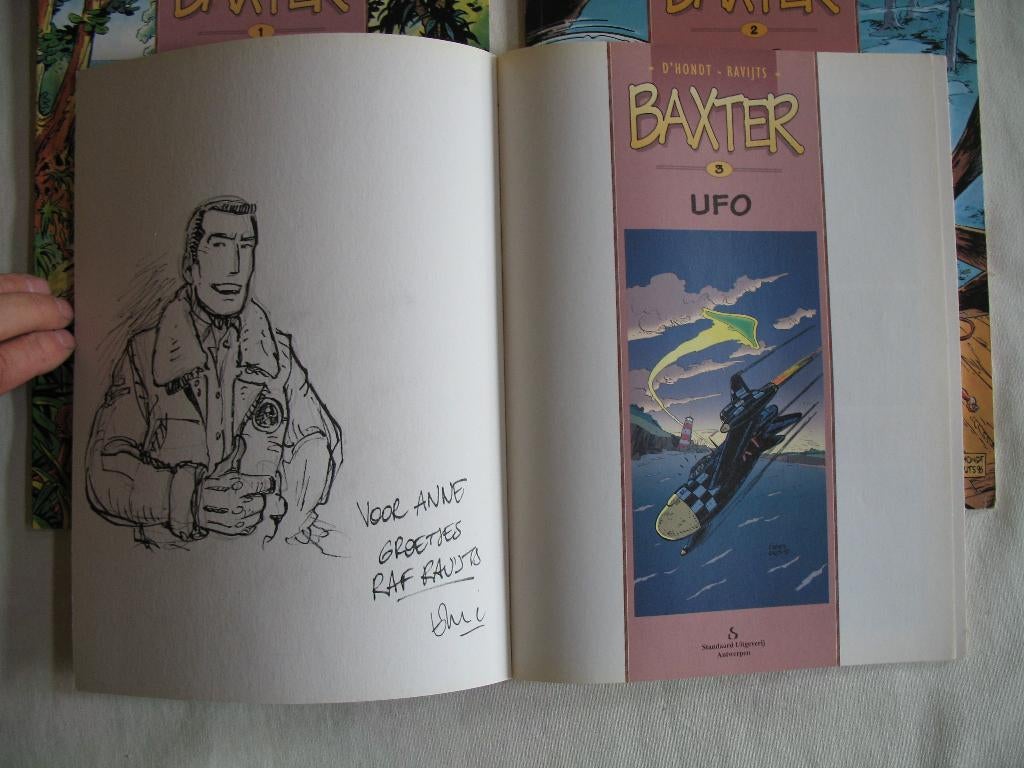 BAXTER
1
BAXTER
2
VOOR ANNE
GROETJES
RAF RAVIJTS
- D'HONDT - RAVIJTS -
BAXTER
3
UFO
Standaard Uitgeverij
Antwerpen